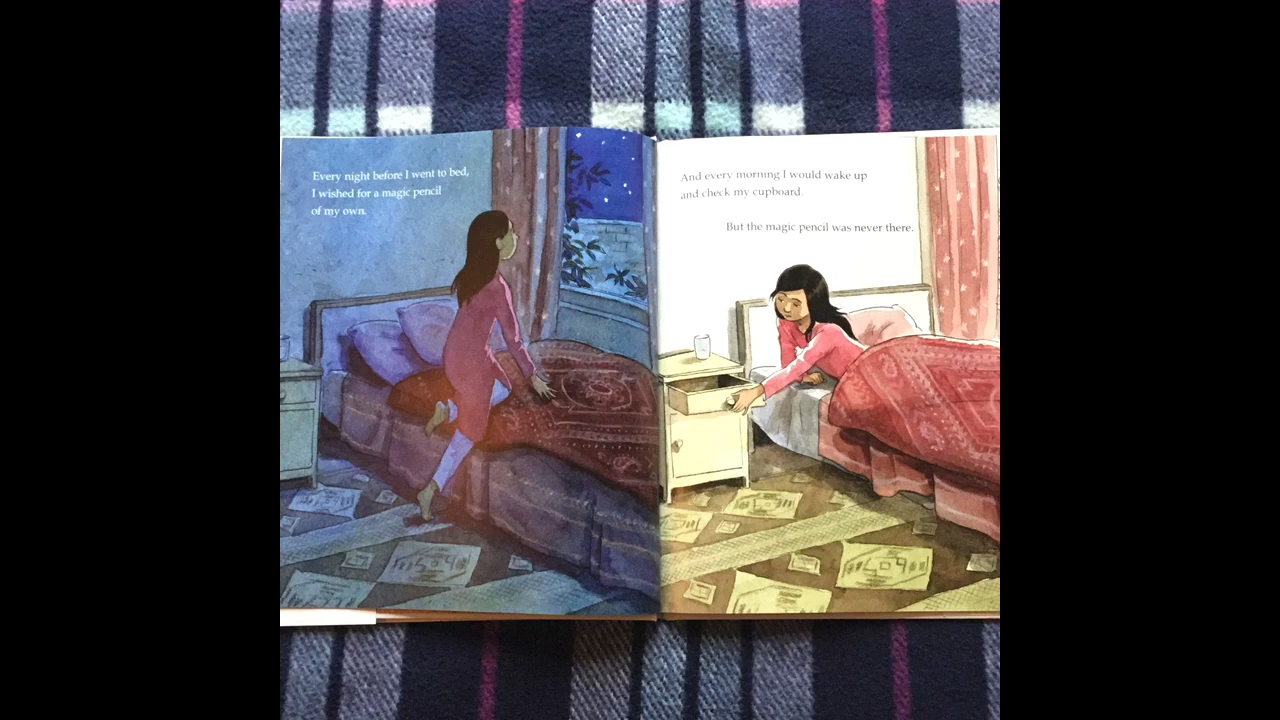 Every night before I went to bed,
I wished for a magic pencil
of my own.
And every morning I would wake up
and check my cupboard.
But the magic pencil was never there.